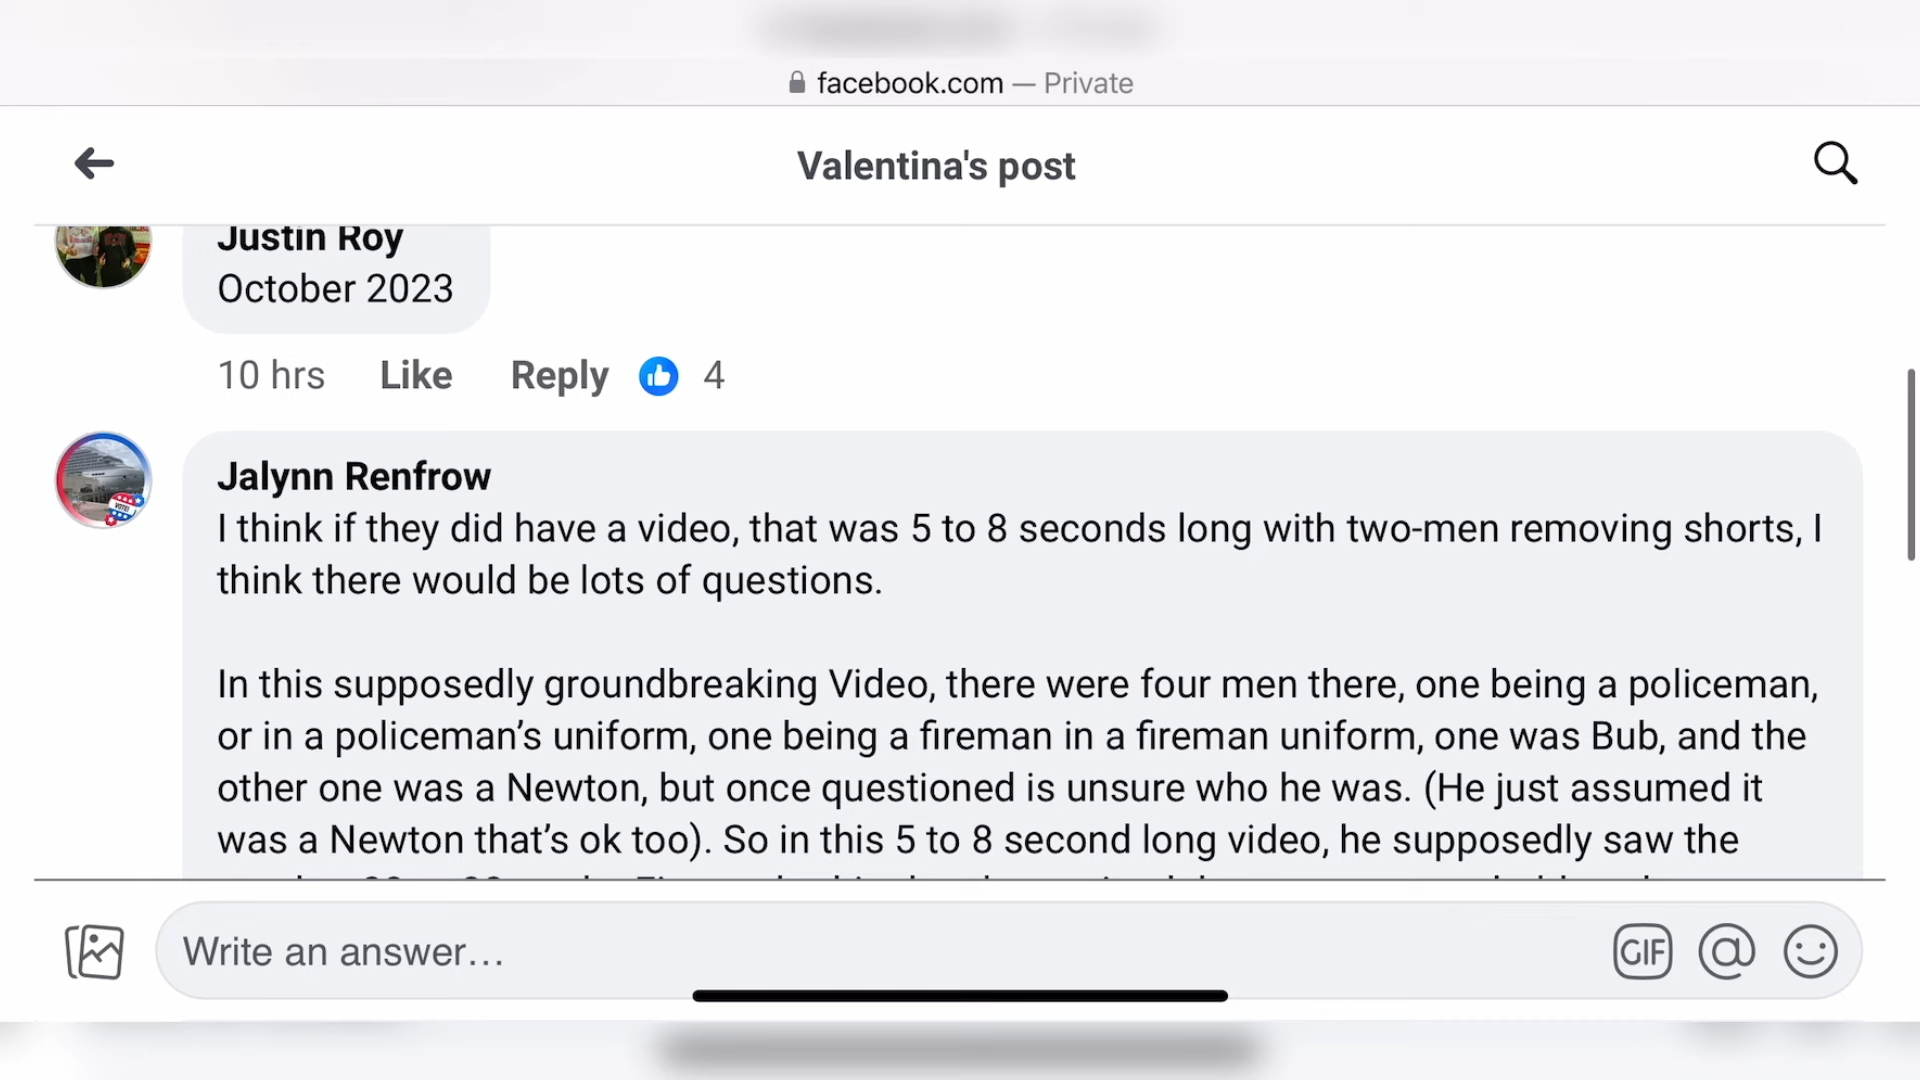 facebook.com — Private
Valentina's post
Justin Roy
October 2023
10 hrs Like Reply 4
Jalynn Renfrow
I think if they did have a video, that was 5 to 8 seconds long with two-men removing shorts, I
think there would be lots of questions.
In this supposedly groundbreaking Video, there were four men there, one being a policeman,
or in a policeman’s uniform, one being a fireman in a fireman uniform, one was Bub, and the
other one was a Newton, but once questioned is unsure who he was. (He just assumed it
was a Newton that’s ok too). So in this 5 to 8 second long video, he supposedly saw the
Write an answer...
GIF
@
VOTE!